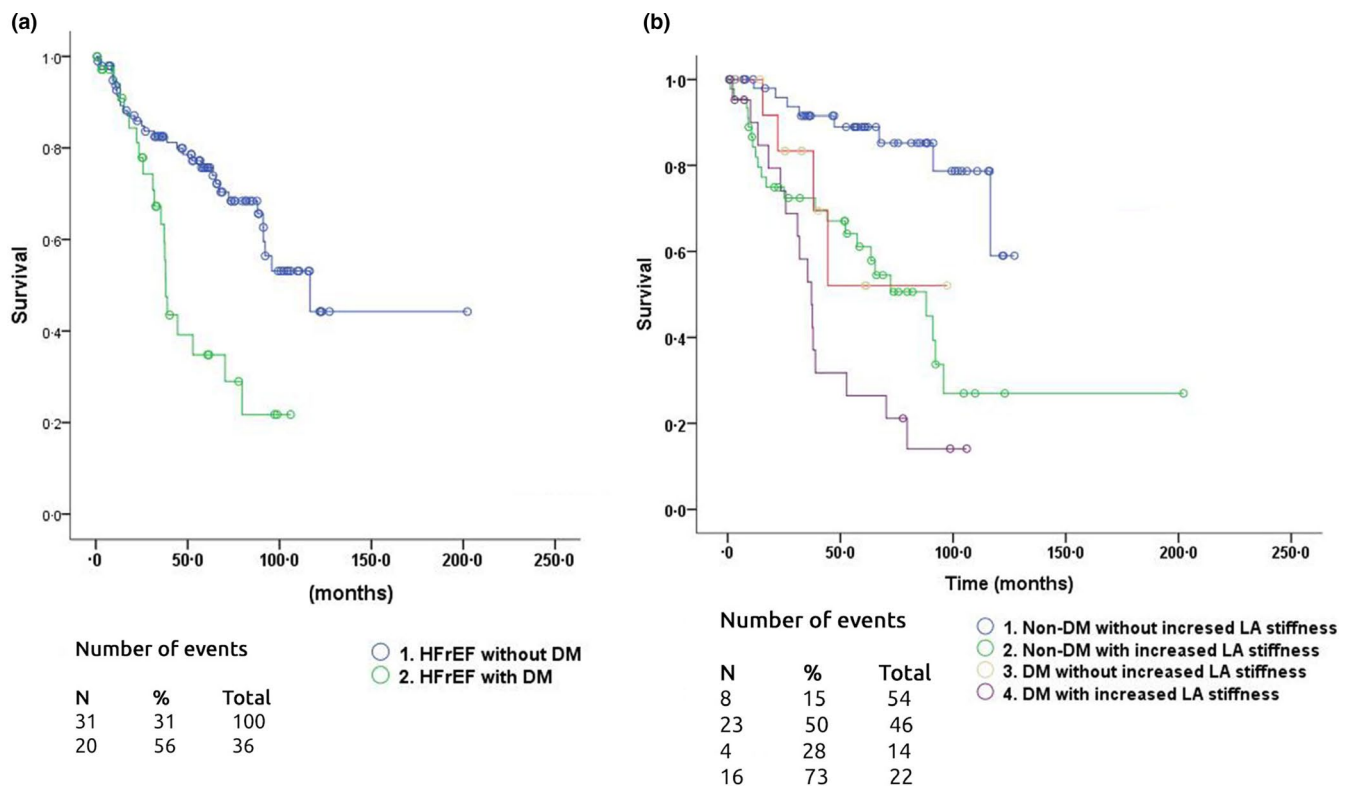 (a)
Survival
1·0
0·8
0·6
0·4
0·2
0·0
·0 50·0 100·0 150·0 200·0 250·0
(months)
Number of events
N % Total
31 31 100
20 56 36
1. HFrEF without DM
2. HFrEF with DM
(b)
Survival
1·0
0·8
0·6
0·4
0·2
0·0
·0 50·0 100·0 150·0 200·0 250·0
Time (months)
Number of events
N % Total
8 15 54
23 50 46
4 28 14
16 73 22
1. Non-DM without incresed LA stiffness
2. Non-DM with increased LA stiffness
3. DM without increased LA stiffness
4. DM with increased LA stiffness